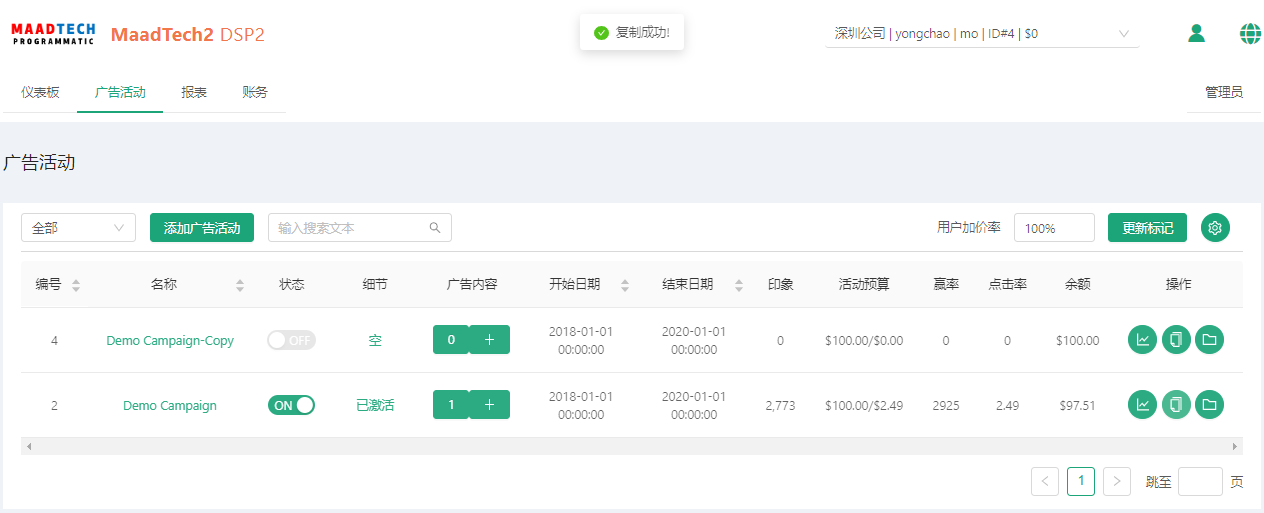 MAADTECH
PROGRAMMATIC
MaadTech2 DSP2
复制成功!
深圳公司 | yongchao | mo | ID#4 | $0
仪表板
广告活动
报表
账务
管理员
广告活动
全部
添加广告活动
输入搜索文本
用户加价率
100%
更新标记
编号 名称 状态 细节 广告内容 开始日期 结束日期 印象 活动预算 赢率 点击率 余额 操作
4 Demo Campaign-Copy OFF 空 0 + 2018-01-01 00:00:00 2020-01-01 00:00:00 0 $100.00/$0.00 0 0 $100.00
2 Demo Campaign ON 已激活 1 + 2018-01-01 00:00:00 2020-01-01 00:00:00 2,773 $100.00/$2.49 2925 2.49 $97.51
< 1 > 跳至 页